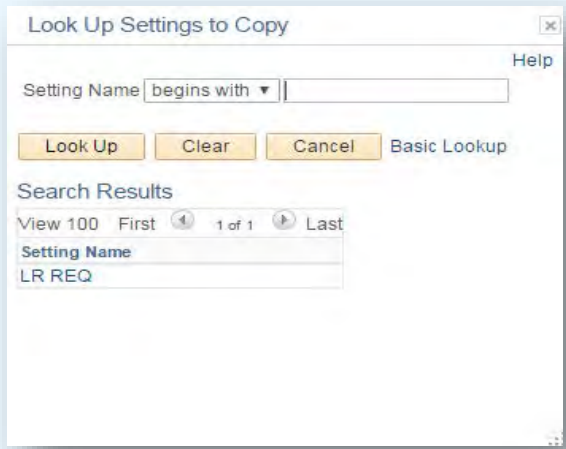 Look Up Settings to Copy
Help
Setting Name begins with
Look Up Clear Cancel Basic Lookup
Search Results
View 100 First 1 of 1 Last
Setting Name
LR REQ